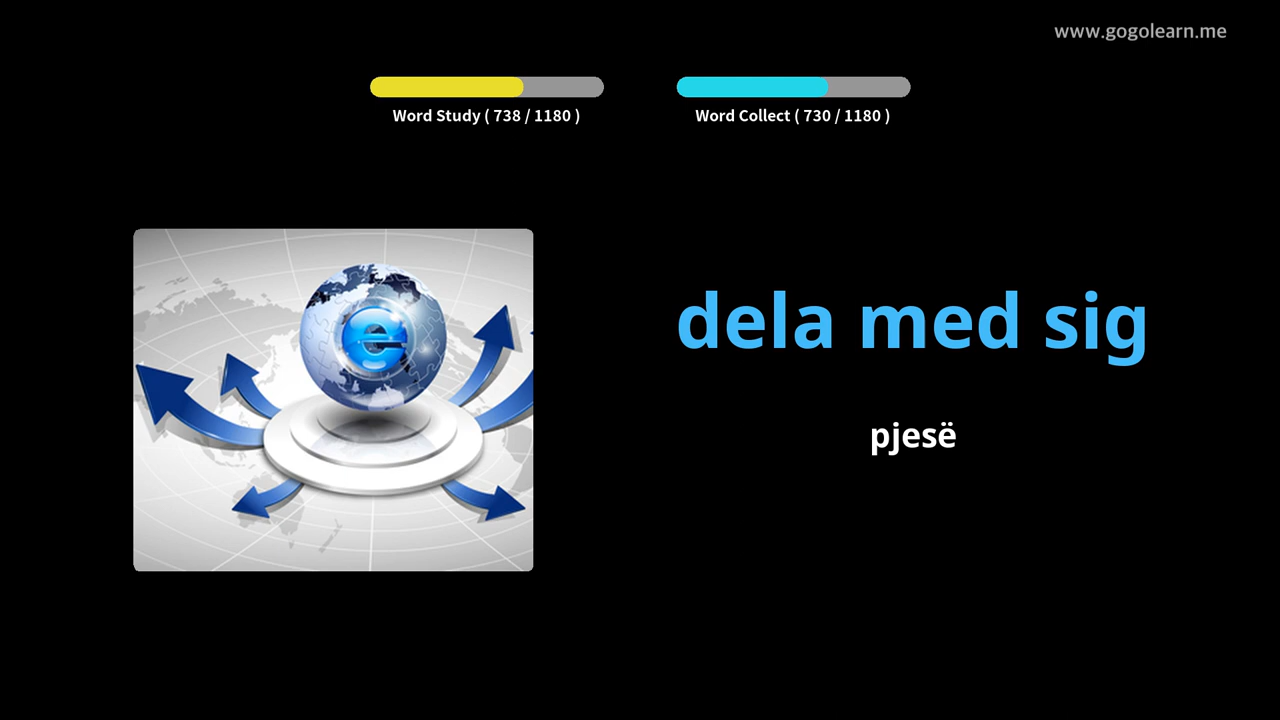 www.gogolearn.me
Word Study ( 738 / 1180 )
Word Collect ( 730 / 1180 )
e
dela med sig
pjesë